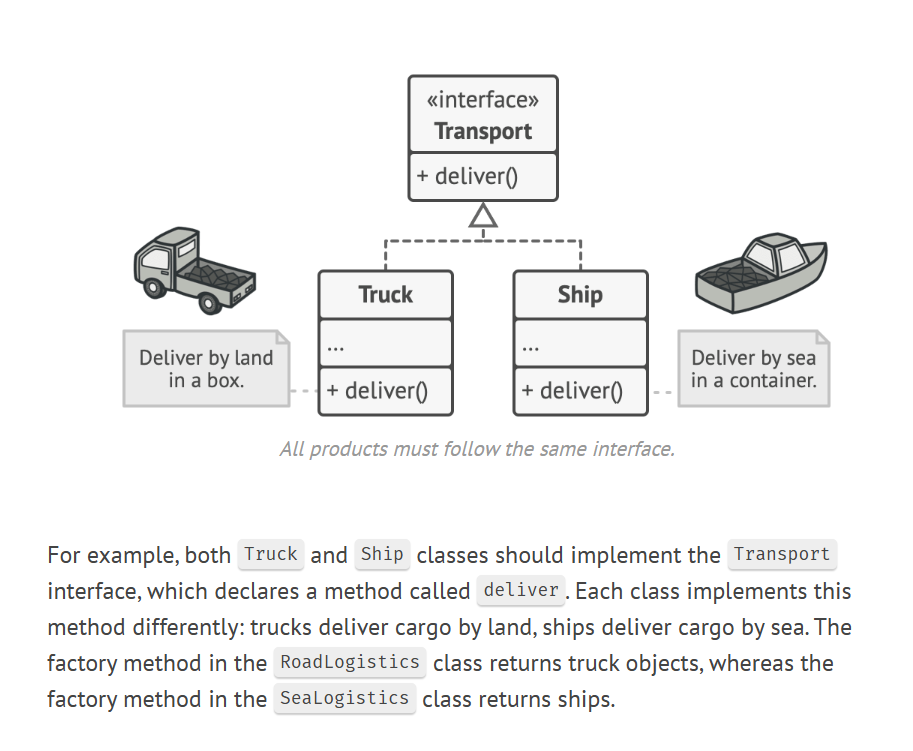 «interface»
Transport
+ deliver()
Truck
...
+ deliver()
Ship
...
+ deliver()
Deliver by land
in a box.
Deliver by sea
in a container.
All products must follow the same interface.
For example, both Truck and Ship classes should implement the Transport
interface, which declares a method called deliver. Each class implements this
method differently: trucks deliver cargo by land, ships deliver cargo by sea. The
factory method in the RoadLogistics class returns truck objects, whereas the
factory method in the SeaLogistics class returns ships.